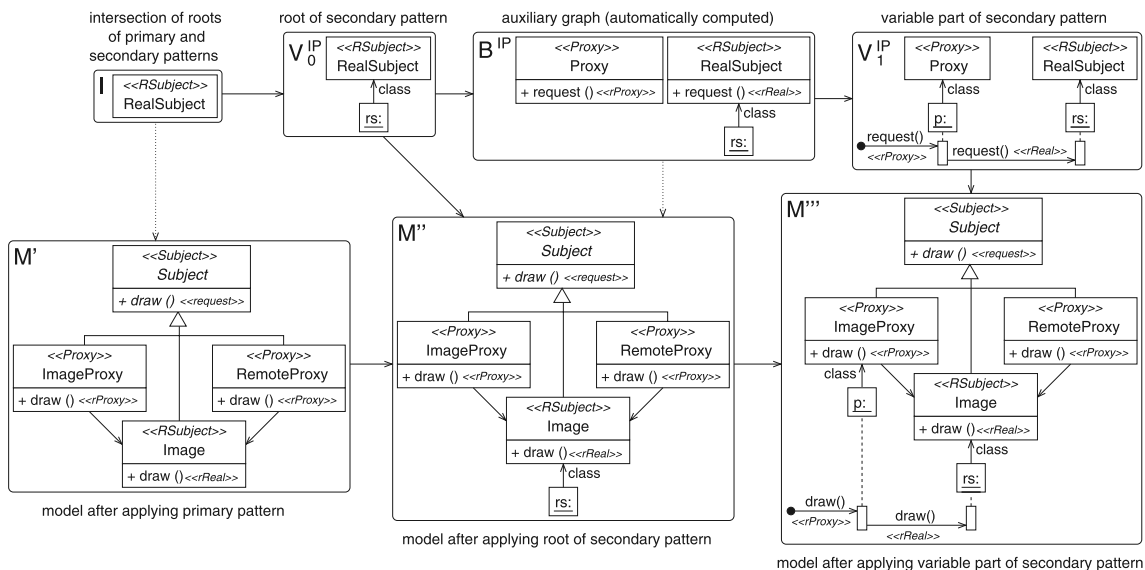 intersection of roots
of primary and
secondary patterns
I
<<RSubject>>
RealSubject
root of secondary pattern
V 0 IP
<<RSubject>>
RealSubject
class
rs:
auxiliary graph (automatically computed)
B IP
<<Proxy>>
Proxy
+ request () <<rProxy>>
<<RSubject>>
RealSubject
+ request () <<rReal>>
class
rs:
variable part of secondary pattern
V 1 IP
<<Proxy>>
Proxy
<<RSubject>>
RealSubject
class
class
p:
rs:
request()
<<rProxy>>
request() <<rReal>>
M'
<<Subject>>
Subject
+ draw () <<request>>
<<Proxy>>
ImageProxy
+ draw () <<rProxy>>
<<Proxy>>
RemoteProxy
+ draw () <<rProxy>>
<<RSubject>>
Image
+ draw () <<rReal>>
model after applying primary pattern
M''
<<Subject>>
Subject
+ draw () <<request>>
<<Proxy>>
ImageProxy
+ draw () <<rProxy>>
<<Proxy>>
RemoteProxy
+ draw () <<rProxy>>
<<RSubject>>
Image
+ draw () <<rReal>>
class
rs:
model after applying root of secondary pattern
M'''
<<Subject>>
Subject
+ draw () <<request>>
<<Proxy>>
ImageProxy
+ draw () <<rProxy>>
<<Proxy>>
RemoteProxy
+ draw () <<rProxy>>
class
p:
<<RSubject>>
Image
+ draw () <<rReal>>
class
rs:
draw()
<<rProxy>>
draw()
<<rReal>>
model after applying variable part of secondary pattern